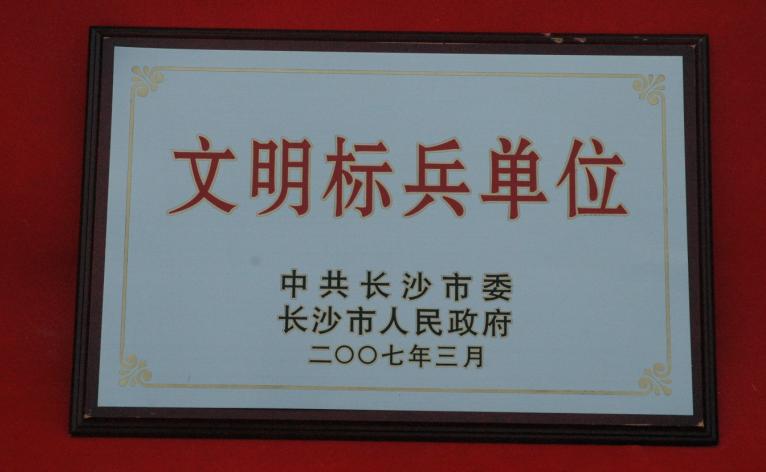 文明标兵单位
中共长沙市委
长沙市人民政府
二〇〇七年三月